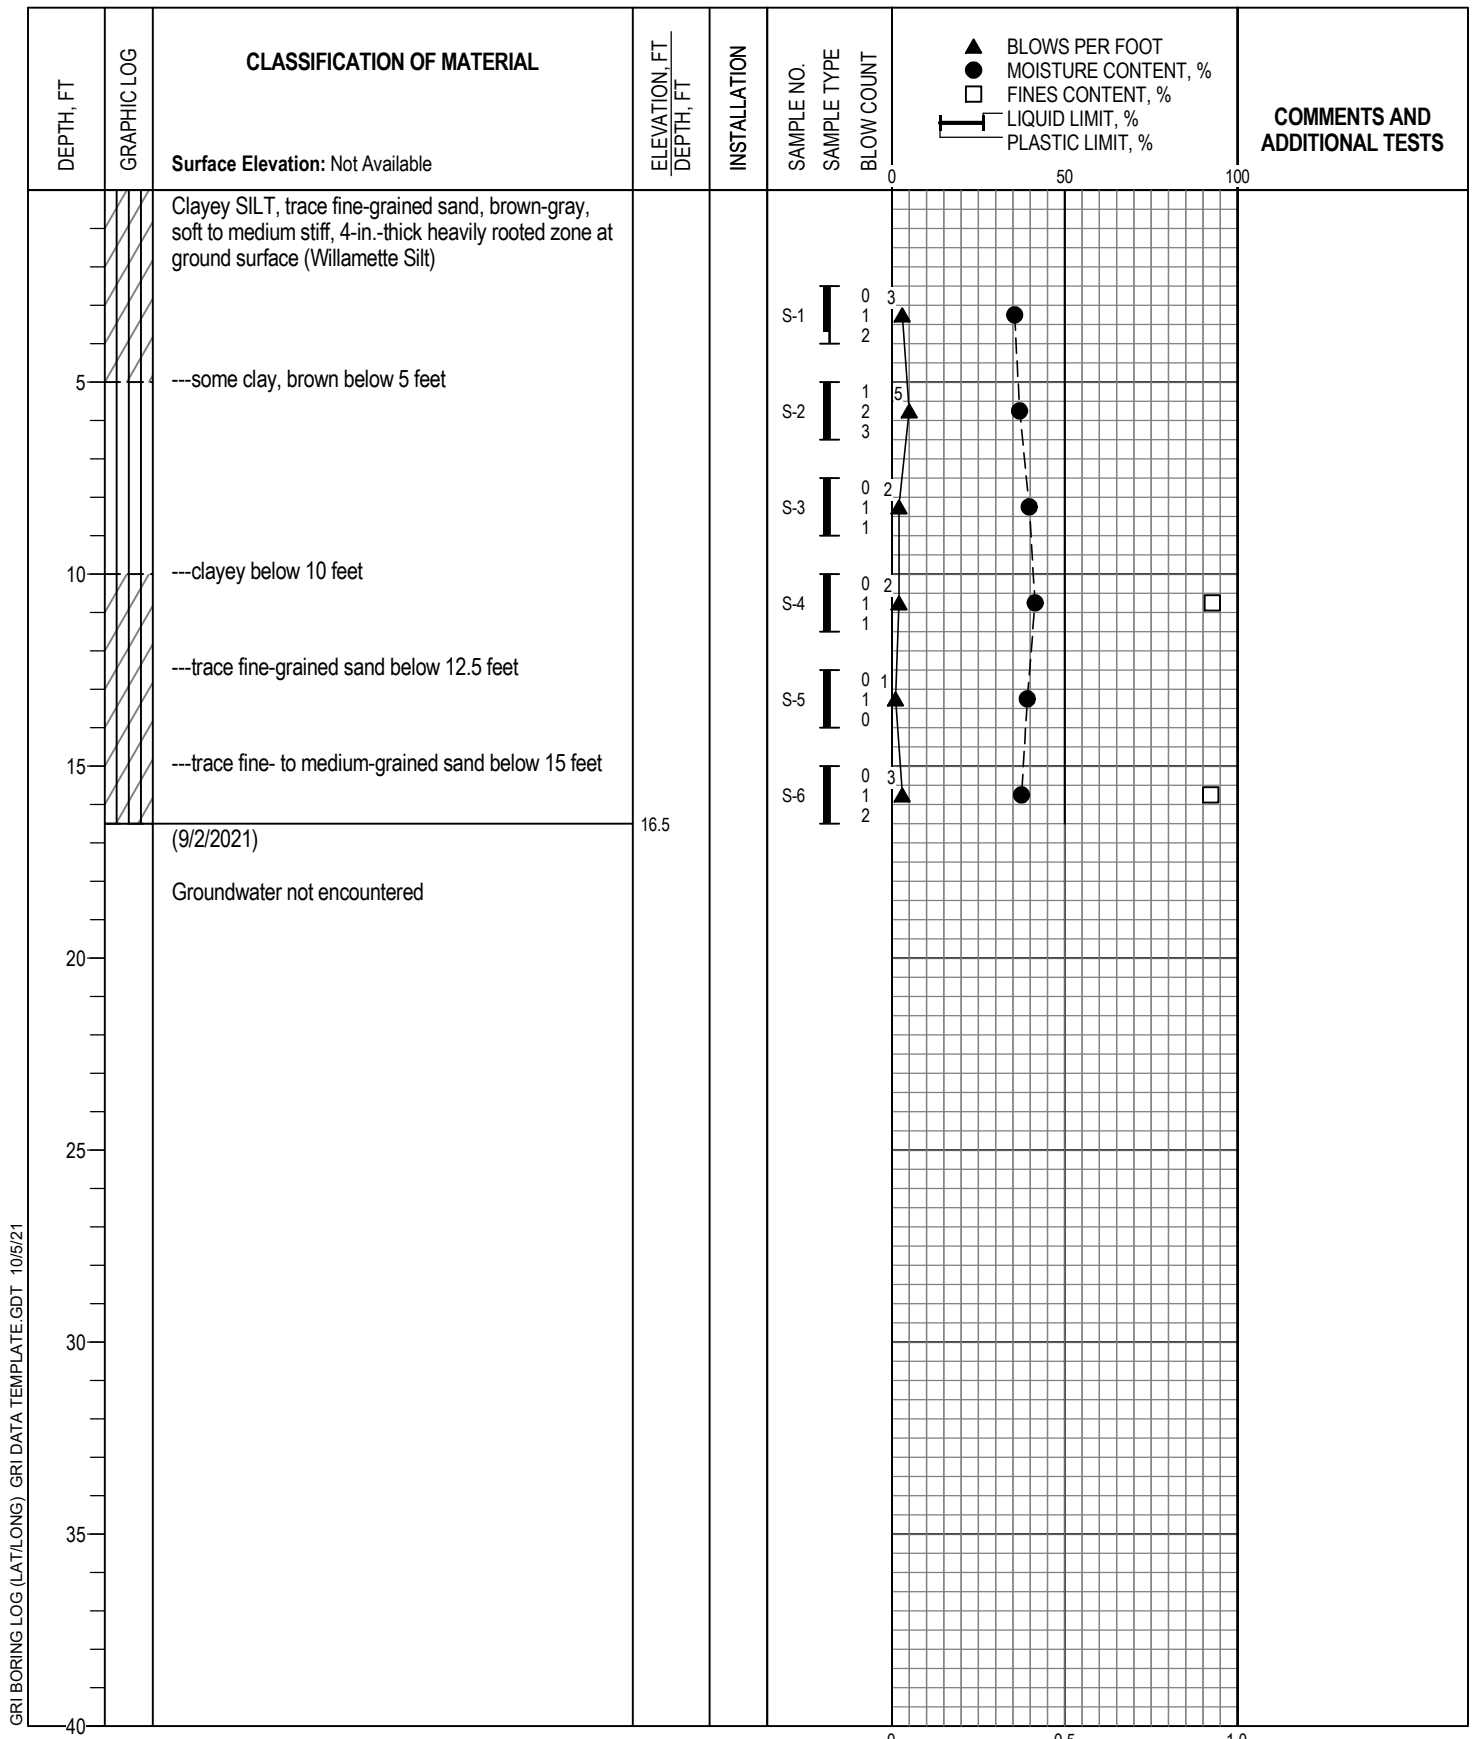 DEPTH, FT
GRAPHIC LOG
CLASSIFICATION OF MATERIAL
Surface Elevation: Not Available
ELEVATION, FT
DEPTH, FT
INSTALLATION
SAMPLE NO.
SAMPLE TYPE
BLOW COUNT
BLOWS PER FOOT
MOISTURE CONTENT, %
FINES CONTENT, %
LIQUID LIMIT, %
PLASTIC LIMIT, %
0 50 100
COMMENTS AND
ADDITIONAL TESTS
Clayey SILT, trace fine-grained sand, brown-gray,
soft to medium stiff, 4-in.-thick heavily rooted zone at
ground surface (Willamette Silt)
0 3
S-1 1
2
5 ---some clay, brown below 5 feet
1 5
S-2 2
3
0 2
S-3 1
1
10 ---clayey below 10 feet
0 2
S-4 1
1
---trace fine-grained sand below 12.5 feet
0 1
S-5 1
0
15 ---trace fine- to medium-grained sand below 15 feet
0 3
S-6 1
2
16.5
(9/2/2021)
Groundwater not encountered
20
25
30
35
40
0 0.5 1.0
GRI BORING LOG (LAT/LONG) GRI DATA TEMPLATE.GDT 10/5/21